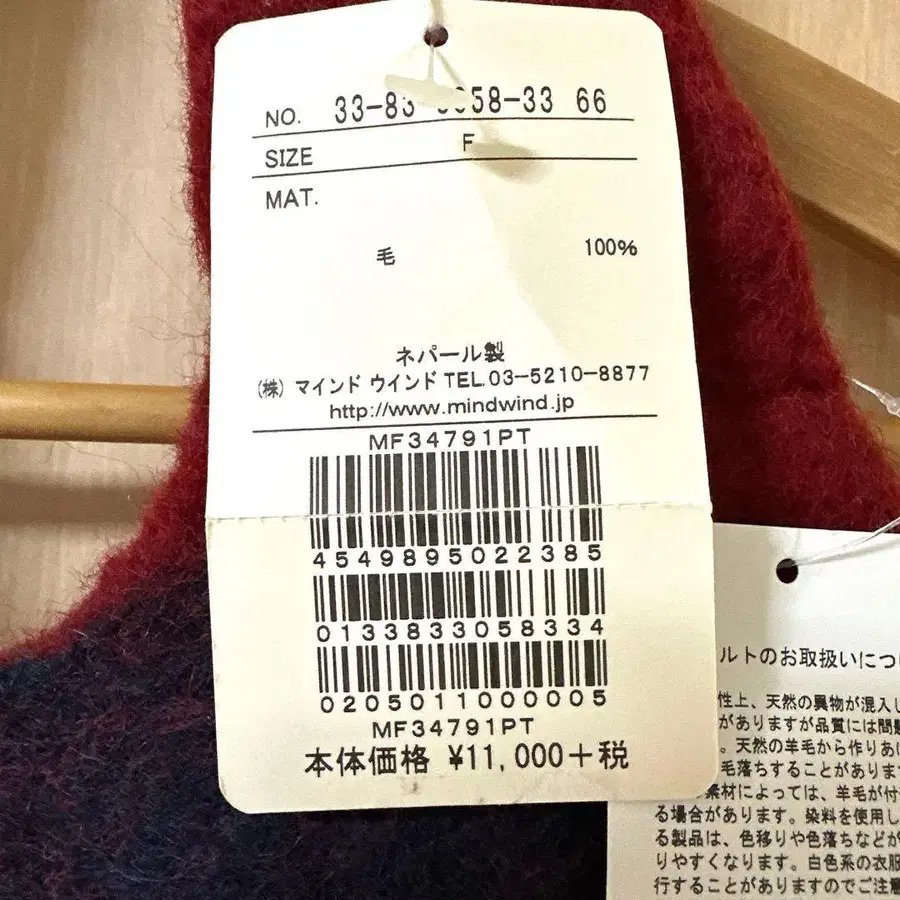 NO. 33-83 58-33 66
SIZE F
MAT.
毛 100%
ネパール製
(株) マインド ウインド TEL.03-5210-8877
http://www.mindwind.jp
MF34791PT
4549895022385
0133833058334
0205011000005
MF34791PT
本体価格 ¥11,000+税
ルトのお取扱いにつ
性上、天然の異物が混入し
がありますが品質には問題
。天然の羊毛から作りあ
毛落ちすることがあります
素材によっては、羊毛が付
る場合があります。染料を使用し
る製品は、色移りや色落ちなどが
りやすくなります。白色系の衣服
行することがありますのでご注意